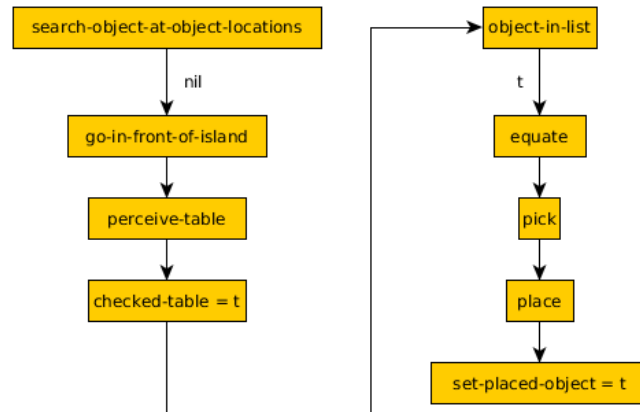 search-object-at-object-locations
nil
go-in-front-of-island
perceive-table
checked-table = t
object-in-list
t
equate
pick
place
set-placed-object = t